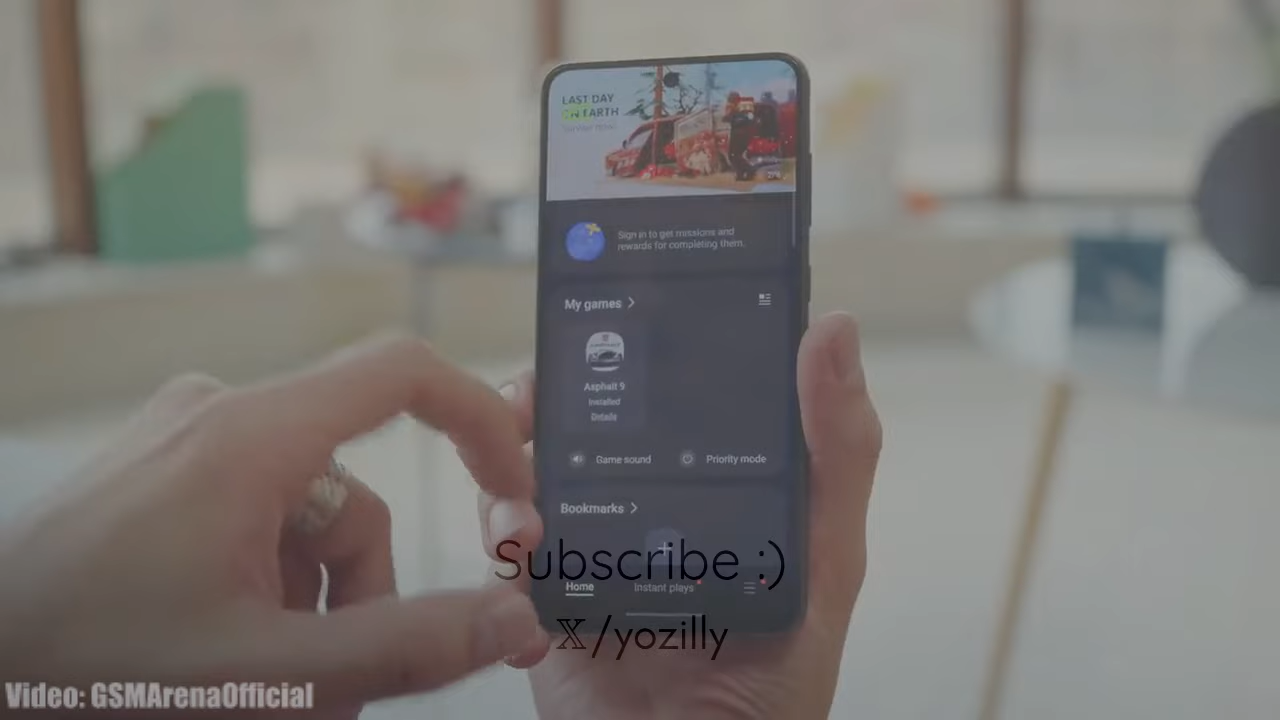 LAST DAY
ON EARTH
Sign in to get missions and
rewards for completing them.
My games >
Asphalt 9
Installed
Details
Game sound
Priority mode
Bookmarks >
Subscribe :)
Home
Instant plays
𝕏/yozilly
Video: GSMArenaOfficial